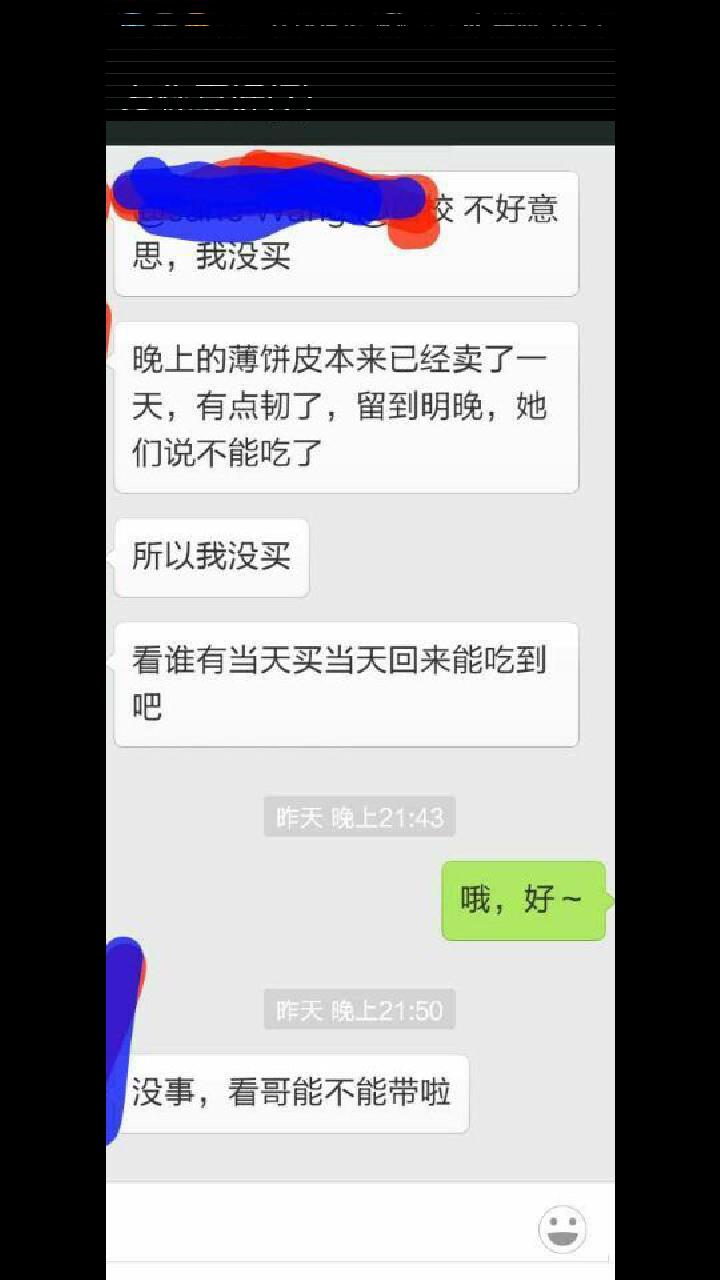 校 不好意
思，我没买
晚上的薄饼皮本来已经卖了一
天，有点韧了，留到明晚，她
们说不能吃了
所以我没买
看谁有当天买当天回来能吃到
吧
昨天 晚上21:43
哦，好～
昨天 晚上21:50
没事，看哥能不能带啦